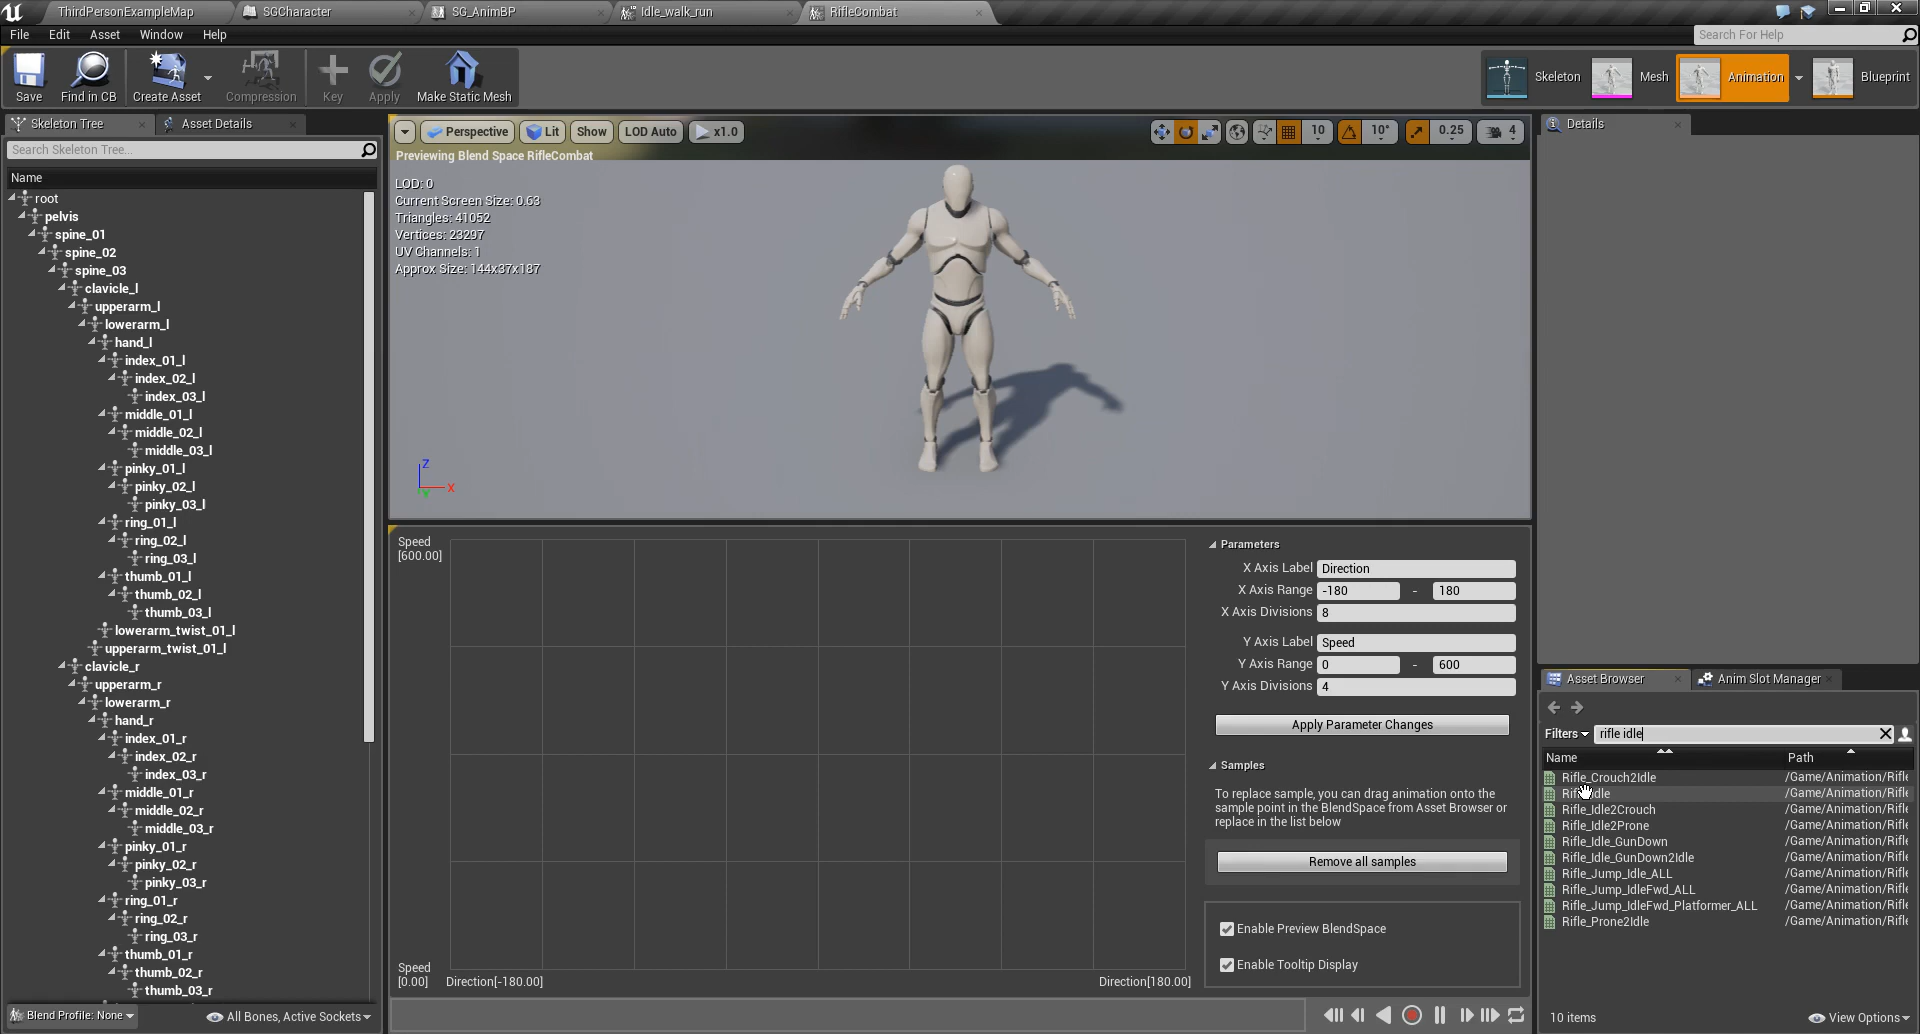 ThirdPersonExampleMap
SGCharacter
SG_AnimBP
Idle_walk_run
RifleCombat
File Edit Asset Window Help
Search For Help
Save
Find in CB
Create Asset
Compression
Key
Apply
Make Static Mesh
Skeleton
Mesh
Animation
Blueprint
Skeleton Tree
Asset Details
Search Skeleton Tree...
Name
root
pelvis
spine_01
spine_02
spine_03
clavicle_l
upperarm_l
lowerarm_l
hand_l
index_01_l
index_02_l
index_03_l
middle_01_l
middle_02_l
middle_03_l
pinky_01_l
pinky_02_l
pinky_03_l
ring_01_l
ring_02_l
ring_03_l
thumb_01_l
thumb_02_l
thumb_03_l
lowerarm_twist_01_l
upperarm_twist_01_l
clavicle_r
upperarm_r
lowerarm_r
hand_r
index_01_r
index_02_r
index_03_r
middle_01_r
middle_02_r
middle_03_r
pinky_01_r
pinky_02_r
pinky_03_r
ring_01_r
ring_02_r
ring_03_r
thumb_01_r
thumb_02_r
thumb_03_r
Blend Profile: None
All Bones, Active Sockets
Perspective Lit Show LOD Auto x1.0
10 10° 0.25 4
Previewing Blend Space RifleCombat
LOD: 0
Current Screen Size: 0.63
Triangles: 41052
Vertices: 23297
UV Channels: 1
Approx Size: 144x37x187
Z
X
Y
Speed
[600.00]
Speed
[0.00]
Direction[-180.00]
Direction[180.00]
Parameters
X Axis Label Direction
X Axis Range -180 - 180
X Axis Divisions 8
Y Axis Label Speed
Y Axis Range 0 - 600
Y Axis Divisions 4
Apply Parameter Changes
Samples
To replace sample, you can drag animation onto the
sample point in the BlendSpace from Asset Browser or
replace in the list below
Remove all samples
Enable Preview BlendSpace
Enable Tooltip Display
Details
Asset Browser
Anim Slot Manager
Filters rifle idle
Name Path
Rifle_Crouch2Idle /Game/Animation/Rifle
/Game/Animation/Rifle
Rifle_Idle2Crouch /Game/Animation/Rifle
Rifle_Idle2Prone /Game/Animation/Rifle
Rifle_Idle_GunDown /Game/Animation/Rifle
Rifle_Idle_GunDown2Idle /Game/Animation/Rifle
Rifle_Jump_Idle_ALL /Game/Animation/Rifle
Rifle_Jump_IdleFwd_ALL /Game/Animation/Rifle
Rifle_Jump_IdleFwd_Platformer_ALL /Game/Animation/Rifle
Rifle_Prone2Idle /Game/Animation/Rifle
10 items
View Options